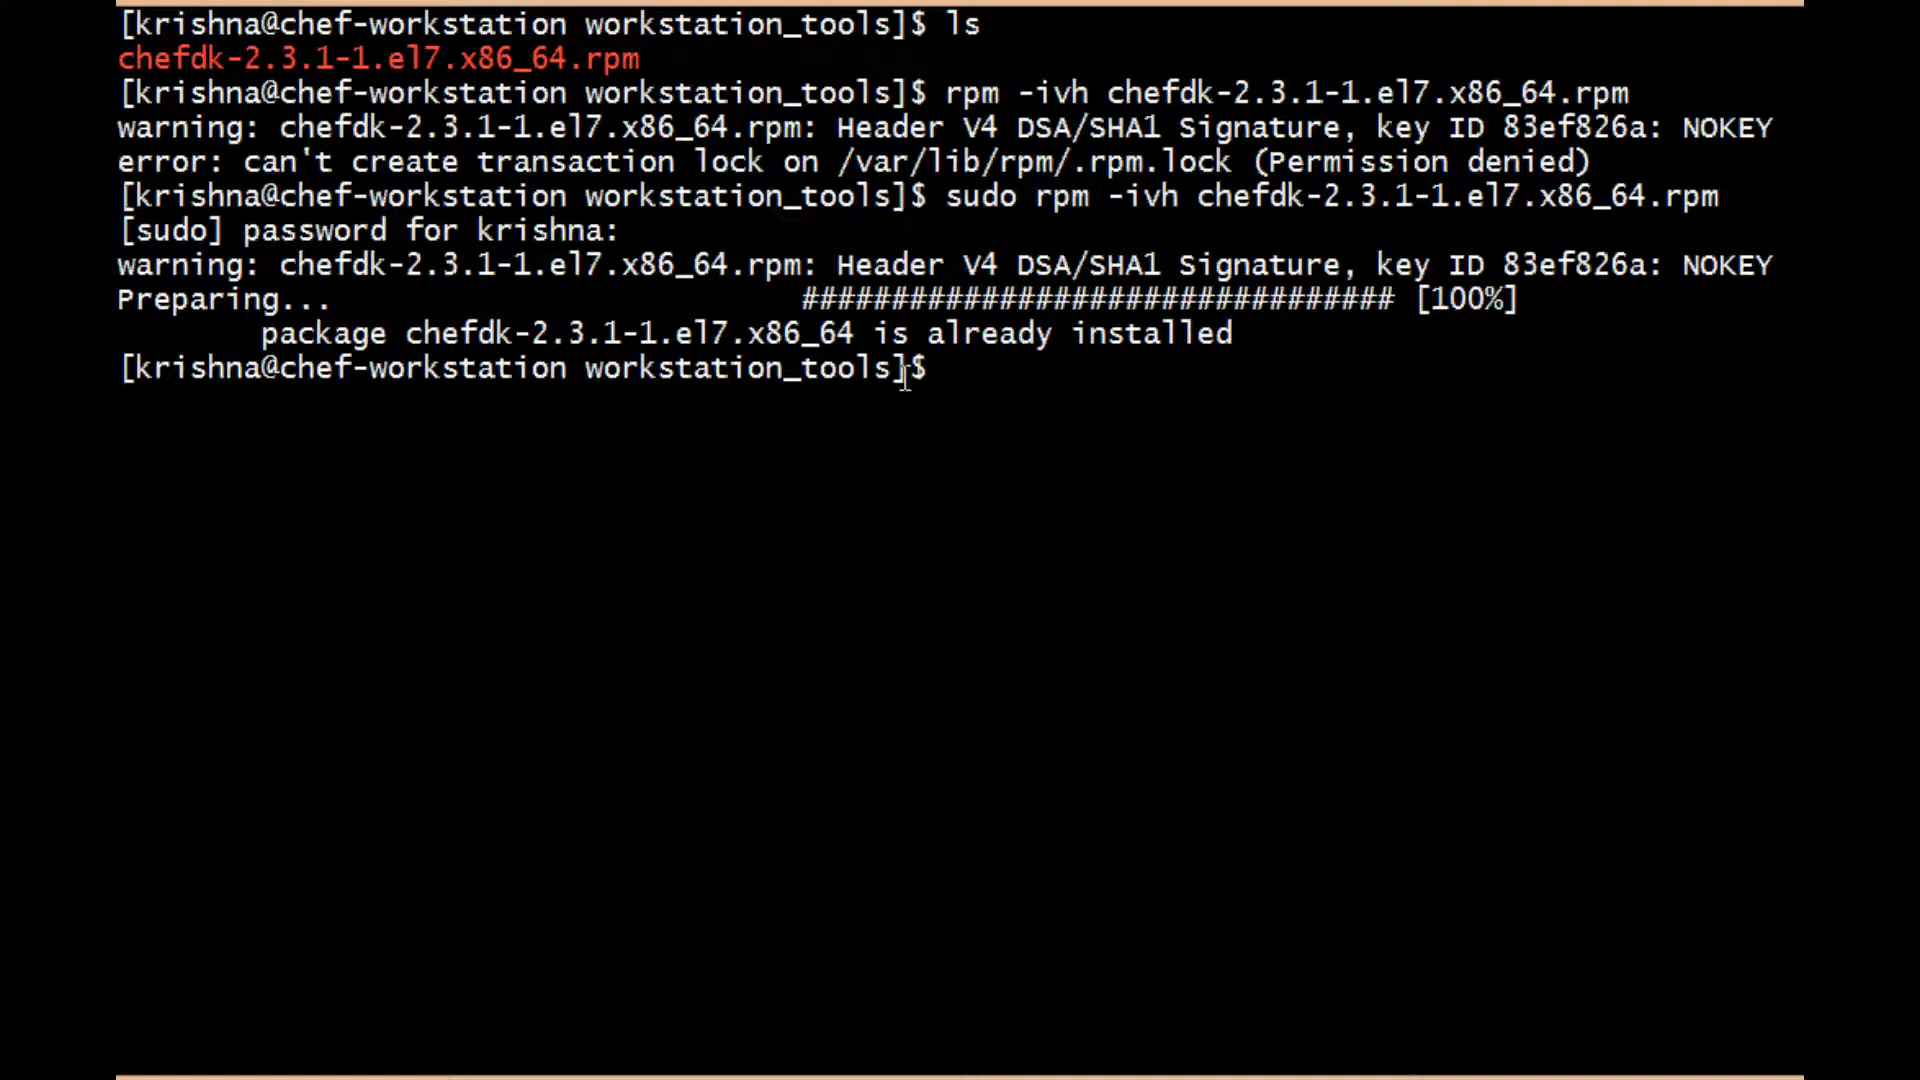 [krishna@chef-workstation workstation_tools]$ ls
chefdk-2.3.1-1.el7.x86_64.rpm
[krishna@chef-workstation workstation_tools]$ rpm -ivh chefdk-2.3.1-1.el7.x86_64.rpm
warning: chefdk-2.3.1-1.el7.x86_64.rpm: Header V4 DSA/SHA1 Signature, key ID 83ef826a: NOKEY
error: can't create transaction lock on /var/lib/rpm/.rpm.lock (Permission denied)
[krishna@chef-workstation workstation_tools]$ sudo rpm -ivh chefdk-2.3.1-1.el7.x86_64.rpm
[sudo] password for krishna:
warning: chefdk-2.3.1-1.el7.x86_64.rpm: Header V4 DSA/SHA1 Signature, key ID 83ef826a: NOKEY
Preparing...                          ################################# [100%]
        package chefdk-2.3.1-1.el7.x86_64 is already installed
[krishna@chef-workstation workstation_tools]$